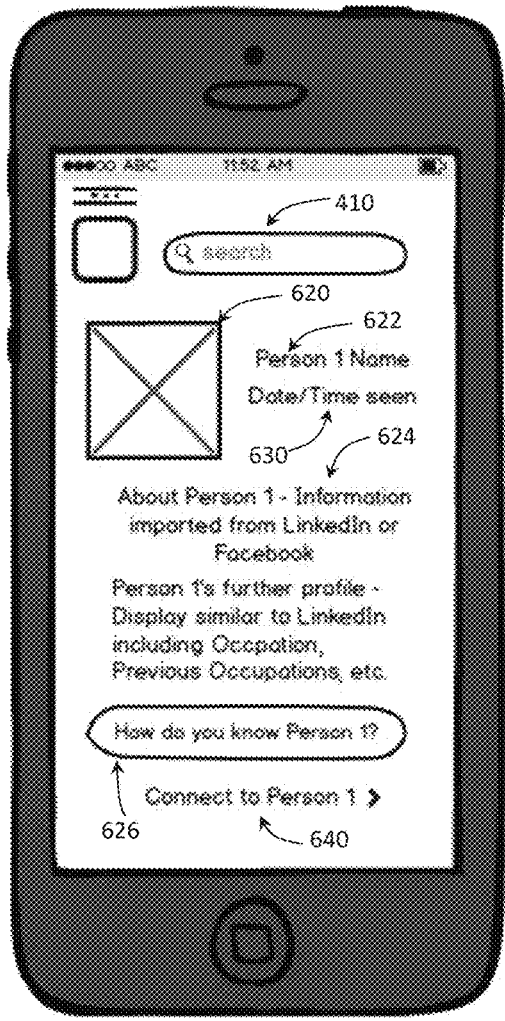 ABC 11:52 AM
410
search
620
622
Person 1 Name
Date/Time seen
630
624
About Person 1 - Information
imported from LinkedIn or
Facebook
Person 1's further profile -
Display similar to LinkedIn
including Occpation,
Previous Occupations, etc.
How do you know Person 1?
Connect to Person 1 >
626
640